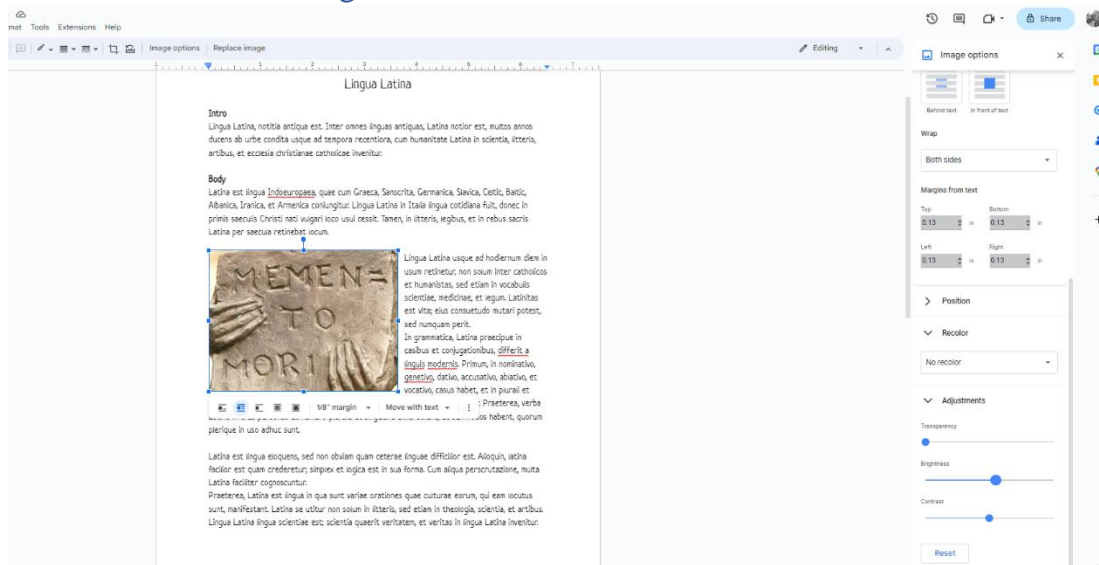 mat Tools Extensions Help
Share
Image options Replace image
Editing
Image options
1 1 2 3 4 5 6 7
Lingua Latina
Intro
Lingua Latina, notitia antiqua est. Inter omnes linguas antiquas, Latina notior est, multos annos
ducens ab urbe condita usque ad tempora recentiora, cum humanitate Latina in scientia, litteris,
artibus, et ecclesia christianae catholicae invenitur.
Body
Latina est lingua Indoeuropaea, quae cum Graeca, Sanscrita, Germanica, Slavica, Celtic, Baltic,
Albanica, Iranica, et Armenica coniungitur. Lingua Latina in Italia lingua cotidiana fuit, donec in
primis saeculis Christi nati vulgari loco usui cessit. Tamen, in litteris, legibus, et in rebus sacris
Latina per saecula retinebat locum.
MEMEN=
TO
MORI
Lingua Latina usque ad hodiernum diem in
usum retinetur, non solum inter catholicos
et humanistas, sed etiam in vocabulis
scientiae, medicinae, et legum. Latinitas
est vita; eius consuetudo mutari potest,
sed numquam perit.
In grammatica, Latina praecipue in
casibus et conjugationibus, differit a
linguis modernis. Primum, in nominativo,
genetivo, dativo, accusativo, ablativo, et
vocativo, casus habet, et in plurali et
Praeterea, verba
1/8" margin Move with text
habent, quorum
plerique in uso adhuc sunt.
Latina est lingua eloquens, sed non obviam quam ceterae linguae difficilior est. Alioquin, latina
facilior est quam crederetur; simplex et logica est in sua forma. Cum aliqua perscrutazione, multa
Latina faciliter cognoscuntur.
Praeterea, Latina est lingua in qua sunt variae orationes quae culturae eorum, qui eam locutus
sunt, manifestant. Latina se utitur non solum in litteris, sed etiam in theologia, scientia, et artibus.
Lingua Latina lingua scientiae est; scientia quaerit veritatem, et veritas in lingua Latina invenitur.
Behind text In front of text
Wrap
Both sides
Margins from text
Top Bottom
0.13 in 0.13 in
Left Right
0.13 in 0.13 in
Position
Recolor
No recolor
Adjustments
Transparency
Brightness
Contrast
Reset